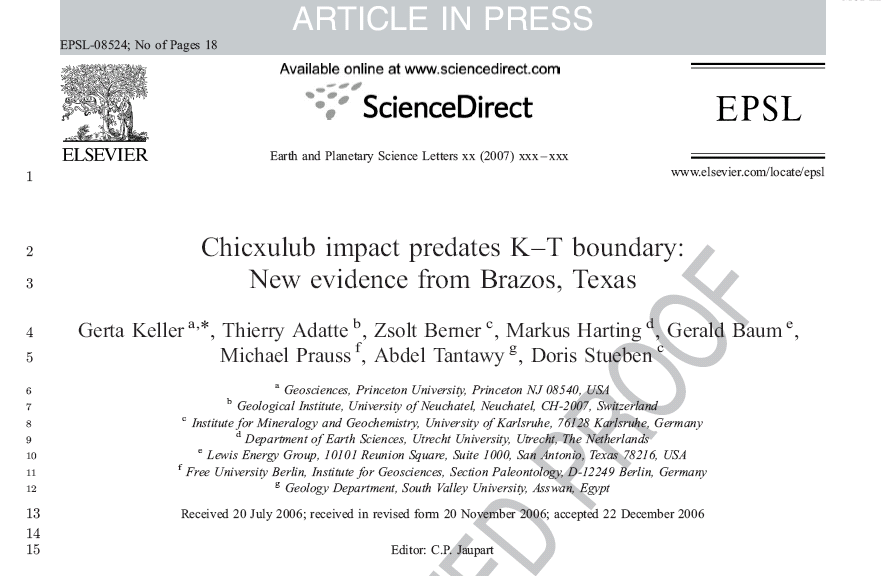 ARTICLE IN PRESS
EPSL-08524; No of Pages 18
Available online at www.sciencedirect.com
ScienceDirect
EPSL
ELSEVIER
Earth and Planetary Science Letters xx (2007) xxx–xxx
www.elsevier.com/locate/epsl
1
2 Chicxulub impact predates K–T boundary:
3 New evidence from Brazos, Texas
4 Gerta Keller a,*, Thierry Adatte b, Zsolt Berner c, Markus Harting d, Gerald Baum e,
5 Michael Prauss f, Abdel Tantawy g, Doris Stueben c
6 a Geosciences, Princeton University, Princeton NJ 08540, USA
7 b Geological Institute, University of Neuchatel, Neuchatel, CH-2007, Switzerland
8 c Institute for Mineralogy and Geochemistry, University of Karlsruhe, 76128 Karlsruhe, Germany
9 d Department of Earth Sciences, Utrecht University, Utrecht, The Netherlands
10 e Lewis Energy Group, 10101 Reunion Square, Suite 1000, San Antonio, Texas 78216, USA
11 f Free University Berlin, Institute for Geosciences, Section Paleontology, D-12249 Berlin, Germany
12 g Geology Department, South Valley University, Asswan, Egypt
13 Received 20 July 2006; received in revised form 20 November 2006; accepted 22 December 2006
14
15 Editor: C.P. Jaupart
ED PROOF